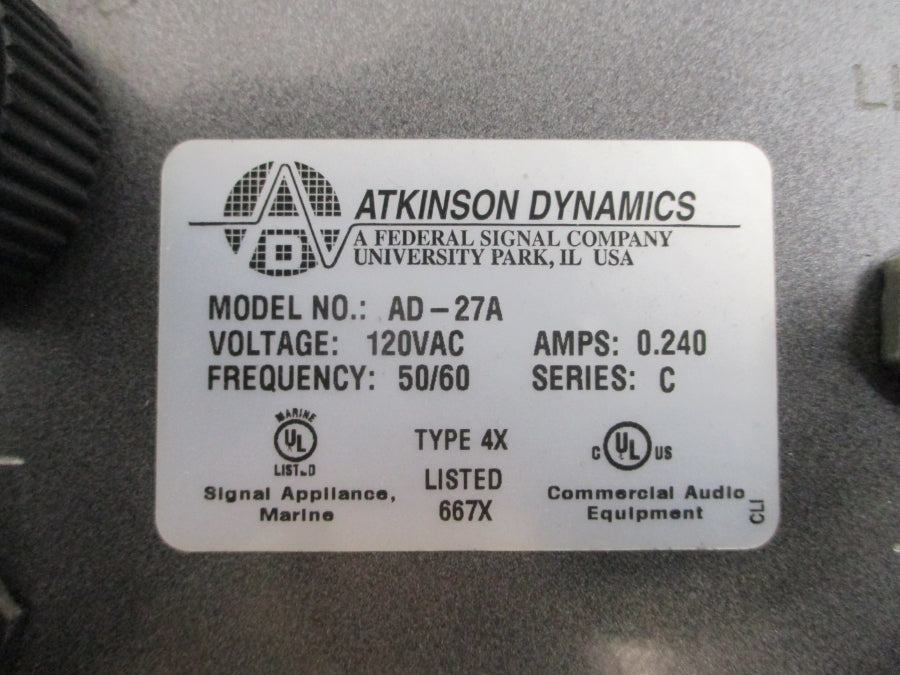 ATKINSON DYNAMICS
A FEDERAL SIGNAL COMPANY
UNIVERSITY PARK, IL USA
MODEL NO.: AD-27A
VOLTAGE: 120VAC AMPS: 0.240
FREQUENCY: 50/60 SERIES: C
MARINE
UL
LISTED
Signal Appliance,
Marine
TYPE 4X
LISTED
667X
C UL US
Commercial Audio
Equipment
CLI